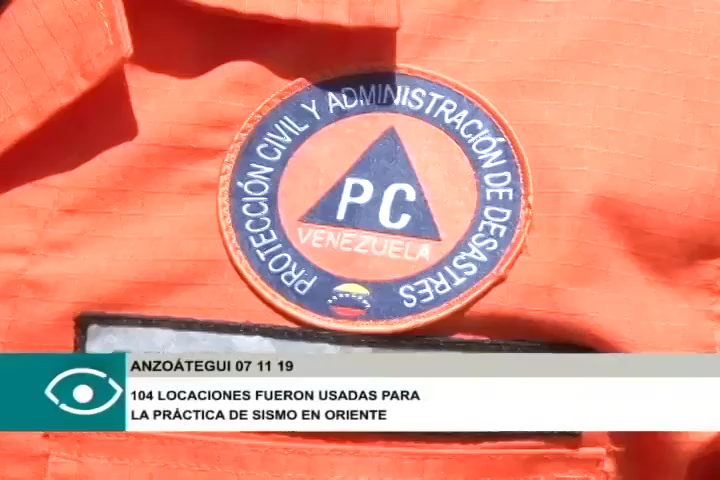 PROTECCIÓN CIVIL Y ADMINISTRACIÓN DE DESASTRES
PC
VENEZUELA
ANZOÁTEGUI 07 11 19
104 LOCACIONES FUERON USADAS PARA
LA PRÁCTICA DE SISMO EN ORIENTE